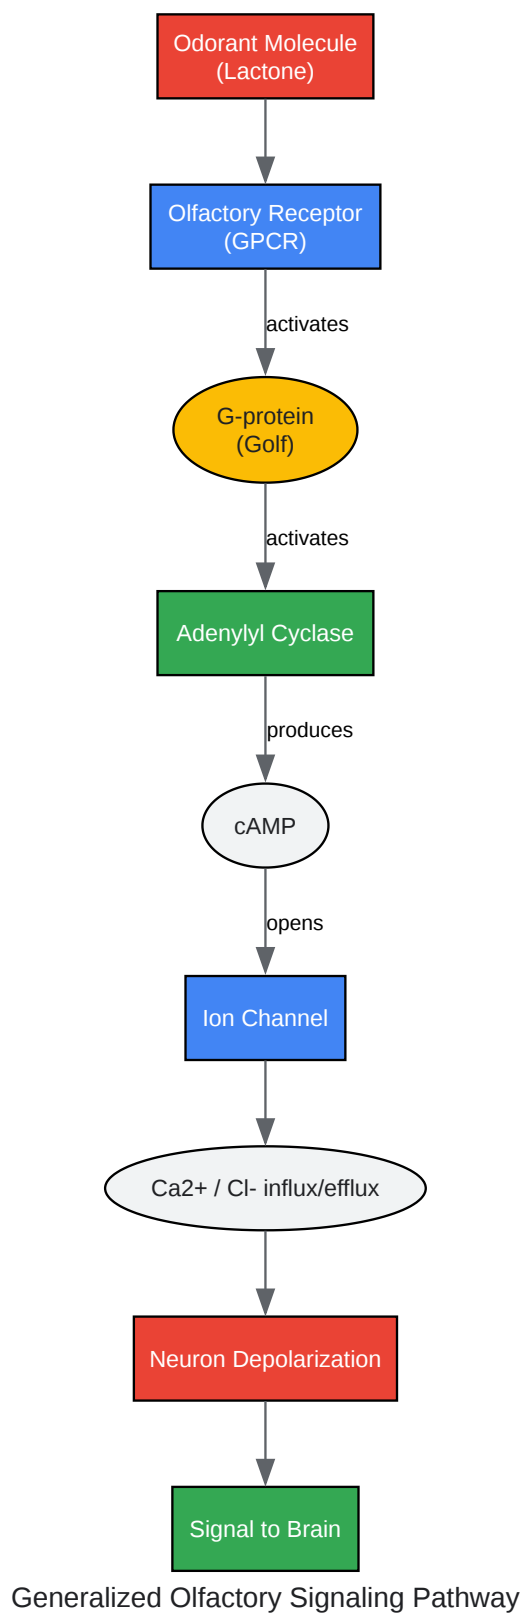 Odorant Molecule
(Lactone)
Olfactory Receptor
(GPCR)
activates
G-protein
(Golf)
activates
Adenylyl Cyclase
produces
cAMP
opens
Ion Channel
Ca2+ / Cl- influx/efflux
Neuron Depolarization
Signal to Brain
Generalized Olfactory Signaling Pathway